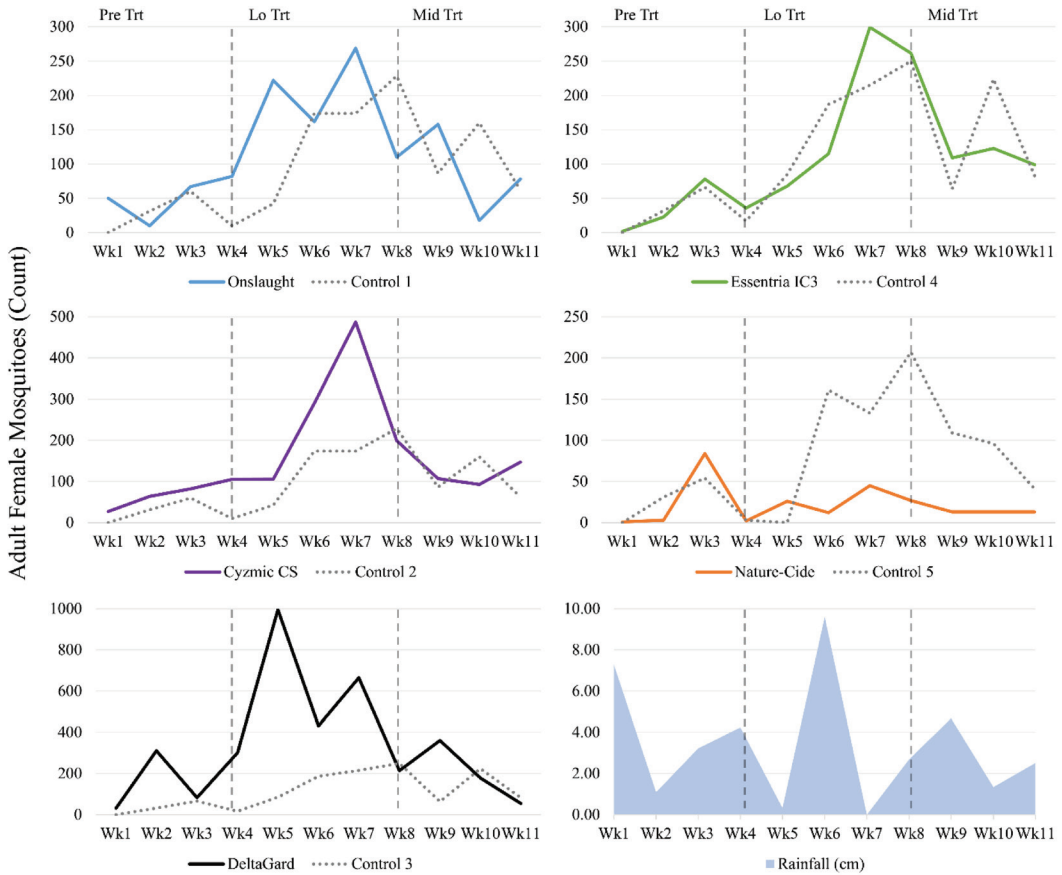 Adult Female Mosquitoes (Count)
Pre Trt Lo Trt Mid Trt
300
250
200
150
100
50
0
Wk1 Wk2 Wk3 Wk4 Wk5 Wk6 Wk7 Wk8 Wk9 Wk10 Wk11
Onslaught Control 1
Pre Trt Lo Trt Mid Trt
300
250
200
150
100
50
0
Wk1 Wk2 Wk3 Wk4 Wk5 Wk6 Wk7 Wk8 Wk9 Wk10 Wk11
Essentria IC3 Control 4
500
400
300
200
100
0
Wk1 Wk2 Wk3 Wk4 Wk5 Wk6 Wk7 Wk8 Wk9 Wk10 Wk11
Cyzmic CS Control 2
250
200
150
100
50
0
Wk1 Wk2 Wk3 Wk4 Wk5 Wk6 Wk7 Wk8 Wk9 Wk10 Wk11
Nature-Cide Control 5
1000
800
600
400
200
0
Wk1 Wk2 Wk3 Wk4 Wk5 Wk6 Wk7 Wk8 Wk9 Wk10 Wk11
DeltaGard Control 3
10.00
8.00
6.00
4.00
2.00
0.00
Wk1 Wk2 Wk3 Wk4 Wk5 Wk6 Wk7 Wk8 Wk9 Wk10 Wk11
Rainfall (cm)